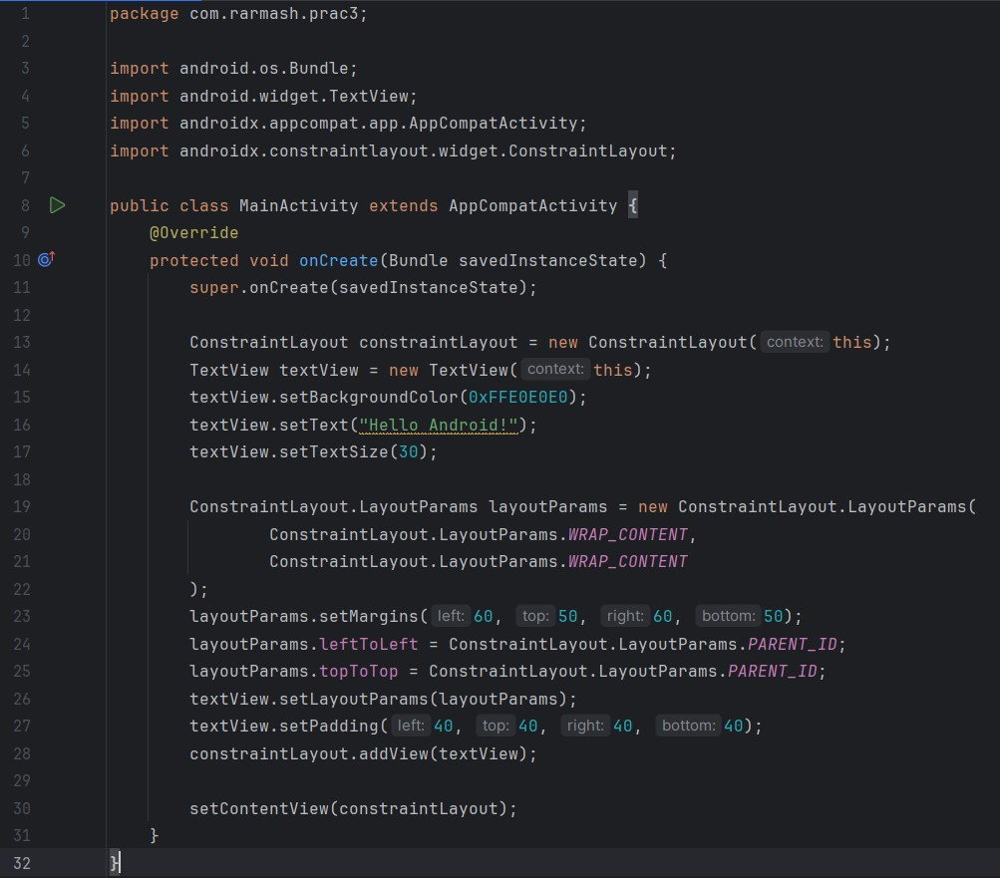 1 package com.rarmash.prac3;
2
3 import android.os.Bundle;
4 import android.widget.TextView;
5 import androidx.appcompat.app.AppCompatActivity;
6 import androidx.constraintlayout.widget.ConstraintLayout;
7
8 public class MainActivity extends AppCompatActivity {
9 @Override
10 protected void onCreate(Bundle savedInstanceState) {
11 super.onCreate(savedInstanceState);
12
13 ConstraintLayout constraintLayout = new ConstraintLayout( context: this);
14 TextView textView = new TextView( context: this);
15 textView.setBackgroundColor(0xFFE0E0E0);
16 textView.setText("Hello Android!");
17 textView.setTextSize(30);
18
19 ConstraintLayout.LayoutParams layoutParams = new ConstraintLayout.LayoutParams(
20 ConstraintLayout.LayoutParams.WRAP_CONTENT,
21 ConstraintLayout.LayoutParams.WRAP_CONTENT
22 );
23 layoutParams.setMargins( left: 60, top: 50, right: 60, bottom: 50);
24 layoutParams.leftToLeft = ConstraintLayout.LayoutParams.PARENT_ID;
25 layoutParams.topToTop = ConstraintLayout.LayoutParams.PARENT_ID;
26 textView.setLayoutParams(layoutParams);
27 textView.setPadding( left: 40, top: 40, right: 40, bottom: 40);
28 constraintLayout.addView(textView);
29
30 setContentView(constraintLayout);
31 }
32 }